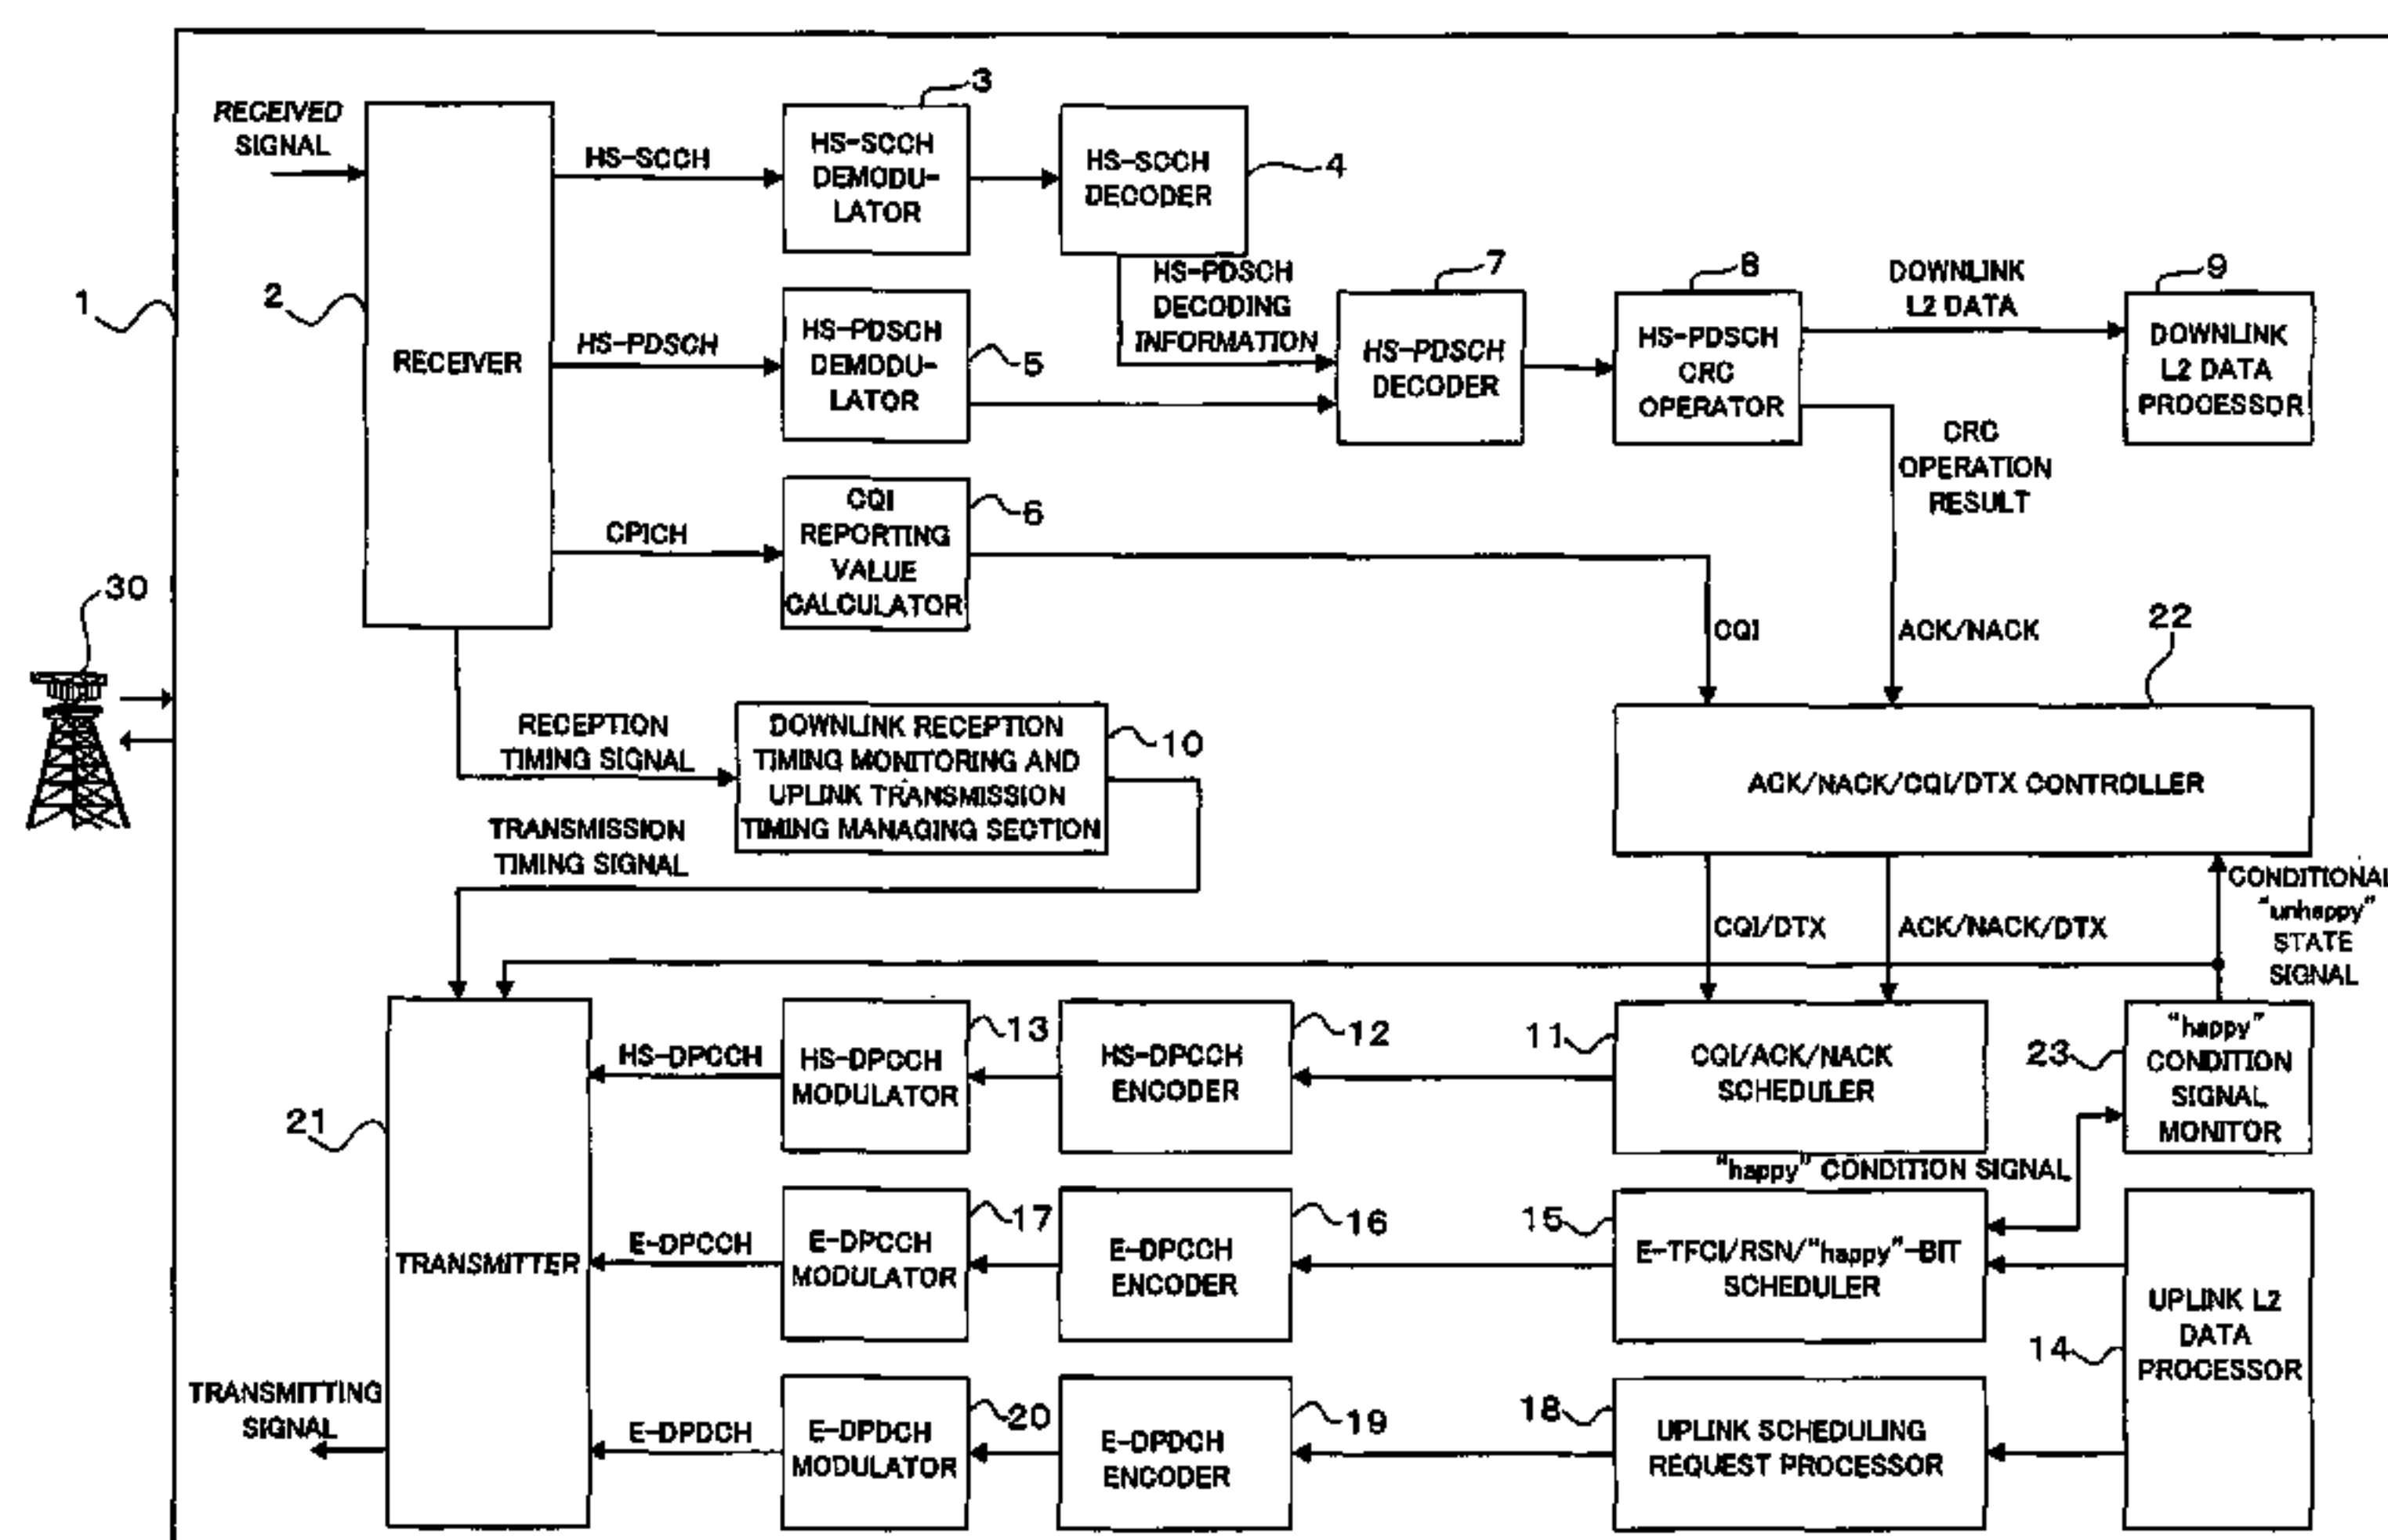 RECEIVED
SIGNAL
1
2
RECEIVER
HS-SCCH
3
HS-SCCH
DEMODU-
LATOR
HS-SCCH
DECODER
4
HS-PDSCH
HS-PDSCH
DEMODU-
LATOR
5
HS-PDSCH
DECODING
INFORMATION
7
HS-PDSCH
DECODER
8
HS-PDSCH
CRC
OPERATOR
DOWNLINK
L2 DATA
9
DOWNLINK
L2 DATA
PROCESSOR
CRC
OPERATION
RESULT
CPICH
CQI
REPORTING
VALUE
CALCULATOR
6
CQI
ACK/NACK
22
30
RECEPTION
TIMING SIGNAL
DOWNLINK RECEPTION
TIMING MONITORING AND
UPLINK TRANSMISSION
TIMING MANAGING SECTION
10
TRANSMISSION
TIMING SIGNAL
ACK/NACK/CQI/DTX CONTROLLER
CQI/DTX
ACK/NACK/DTX
CONDITIONAL
"unhappy"
STATE
SIGNAL
21
TRANSMITTER
HS-DPCCH
HS-DPCCH
MODULATOR
13
HS-DPCCH
ENCODER
12
11
CQI/ACK/NACK
SCHEDULER
23
"happy"
CONDITION
SIGNAL
MONITOR
"happy" CONDITION SIGNAL
E-DPCCH
E-DPCCH
MODULATOR
17
E-DPCCH
ENCODER
16
15
E-TFCI/RSN/"happy"-BIT
SCHEDULER
14
UPLINK L2
DATA
PROCESSOR
TRANSMITTING
SIGNAL
E-DPDCH
E-DPDCH
MODULATOR
20
E-DPDCH
ENCODER
19
18
UPLINK SCHEDULING
REQUEST PROCESSOR